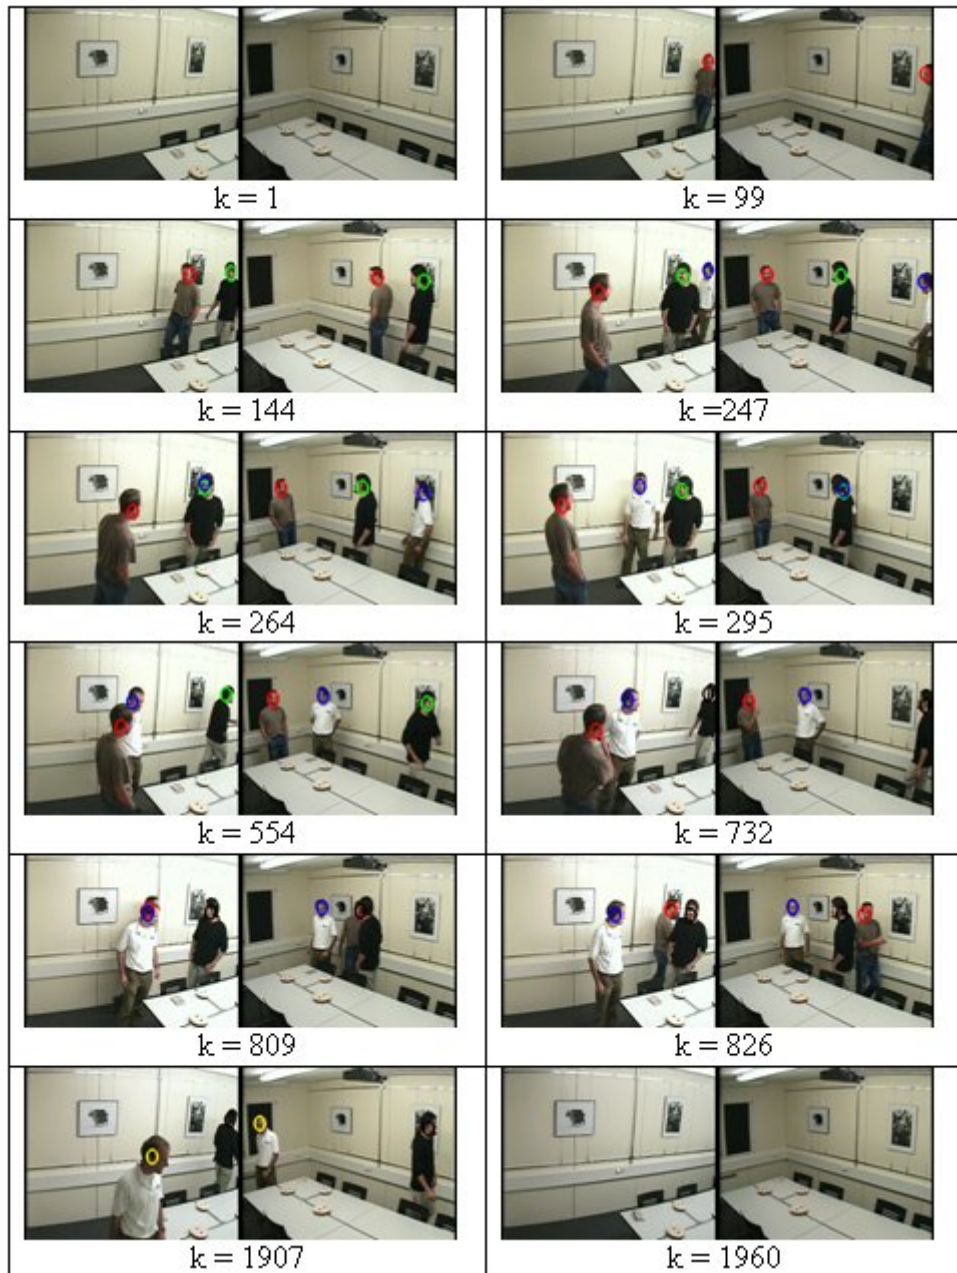 k = 1
k = 99
k = 144
k =247
k = 264
k = 295
k = 554
k = 732
k = 809
k = 826
k = 1907
k = 1960